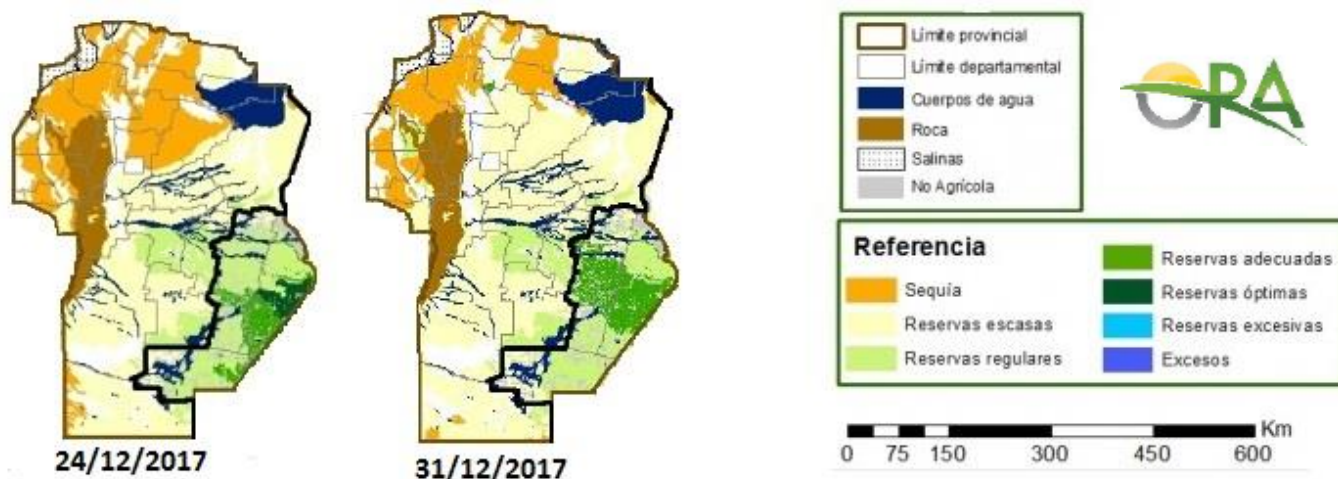 24/12/2017
31/12/2017
Límite provincial
Límite departamental
Cuerpos de agua
Roca
Salinas
No Agrícola
ORA
Referencia
Sequía
Reservas escasas
Reservas regulares
Reservas adecuadas
Reservas óptimas
Reservas excesivas
Excesos
Km
0 75 150 300 450 600